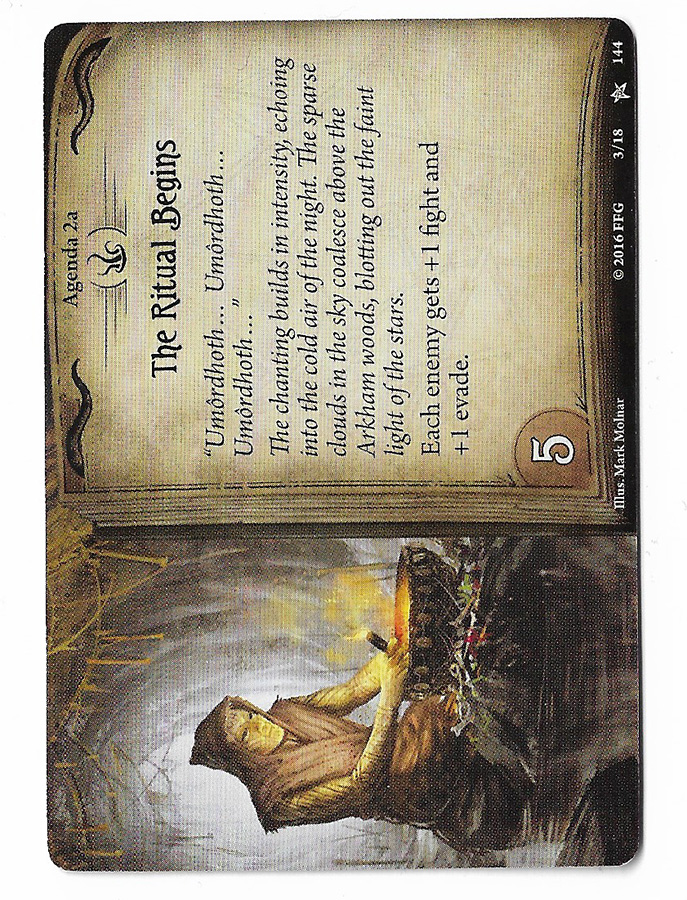 Agenda 2a
The Ritual Begins
“Umôrdhoth… Umôrdhoth…
Umôrdhoth…”
The chanting builds in intensity, echoing
into the cold air of the night. The sparse
clouds in the sky coalesce above the
Arkham woods, blotting out the faint
light of the stars.
Each enemy gets +1 fight and
+1 evade.
5
Illus. Mark Molnar © 2016 FFG 3/18 144